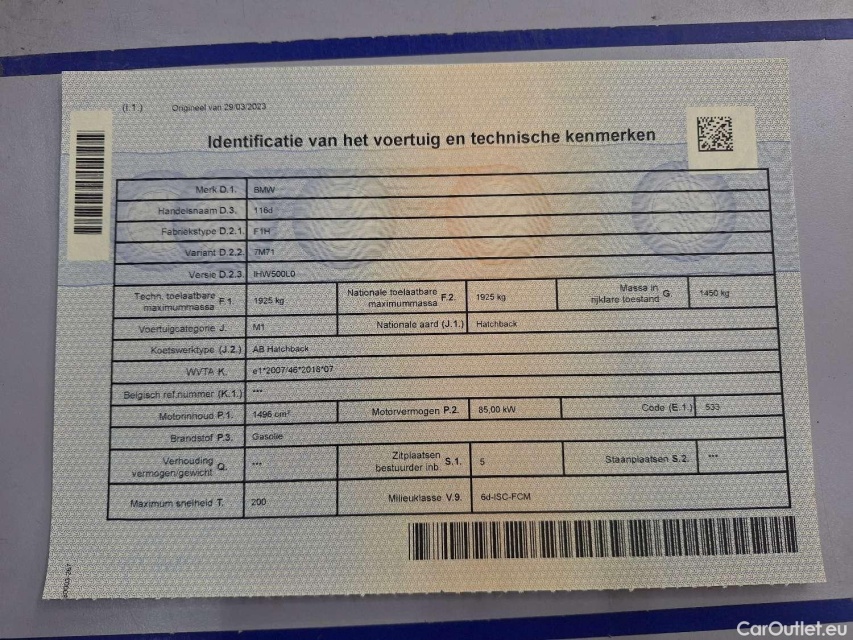 (I.1.) Origineel van 29/03/2023
Identificatie van het voertuig en technische kenmerken
Merk D.1. BMW
Handelsnaam D.3. 116d
Fabriekstype D.2.1. F1H
Variant D.2.2. 7M71
Versie D.2.3. IHW500L0
Techn. toelaatbare maximummassa F.1. 1925 kg Nationale toelaatbare maximummassa F.2. 1925 kg Massa in rijklare toestand G. 1450 kg
Voertuigcategorie J. M1 Nationale aard (J.1.) Hatchback
Koetswerktype (J.2.) AB Hatchback
WVTA K. e1*2007/46*2018*07
Belgisch ref.nummer (K.1.) ---
Motorinhoud P.1. 1496 cm³ Motorvermogen P.2. 85,00 kW Code (E.1.) 533
Brandstof P.3. Gasolie
Verhouding vermogen/gewicht Q. --- Zitplaatsen bestuurder inb. S.1. 5 Staanplaatsen S.2. ---
Maximum snelheid T. 200 Milieuklasse V.9. 6d-ISC-FCM
CarOutlet.eu